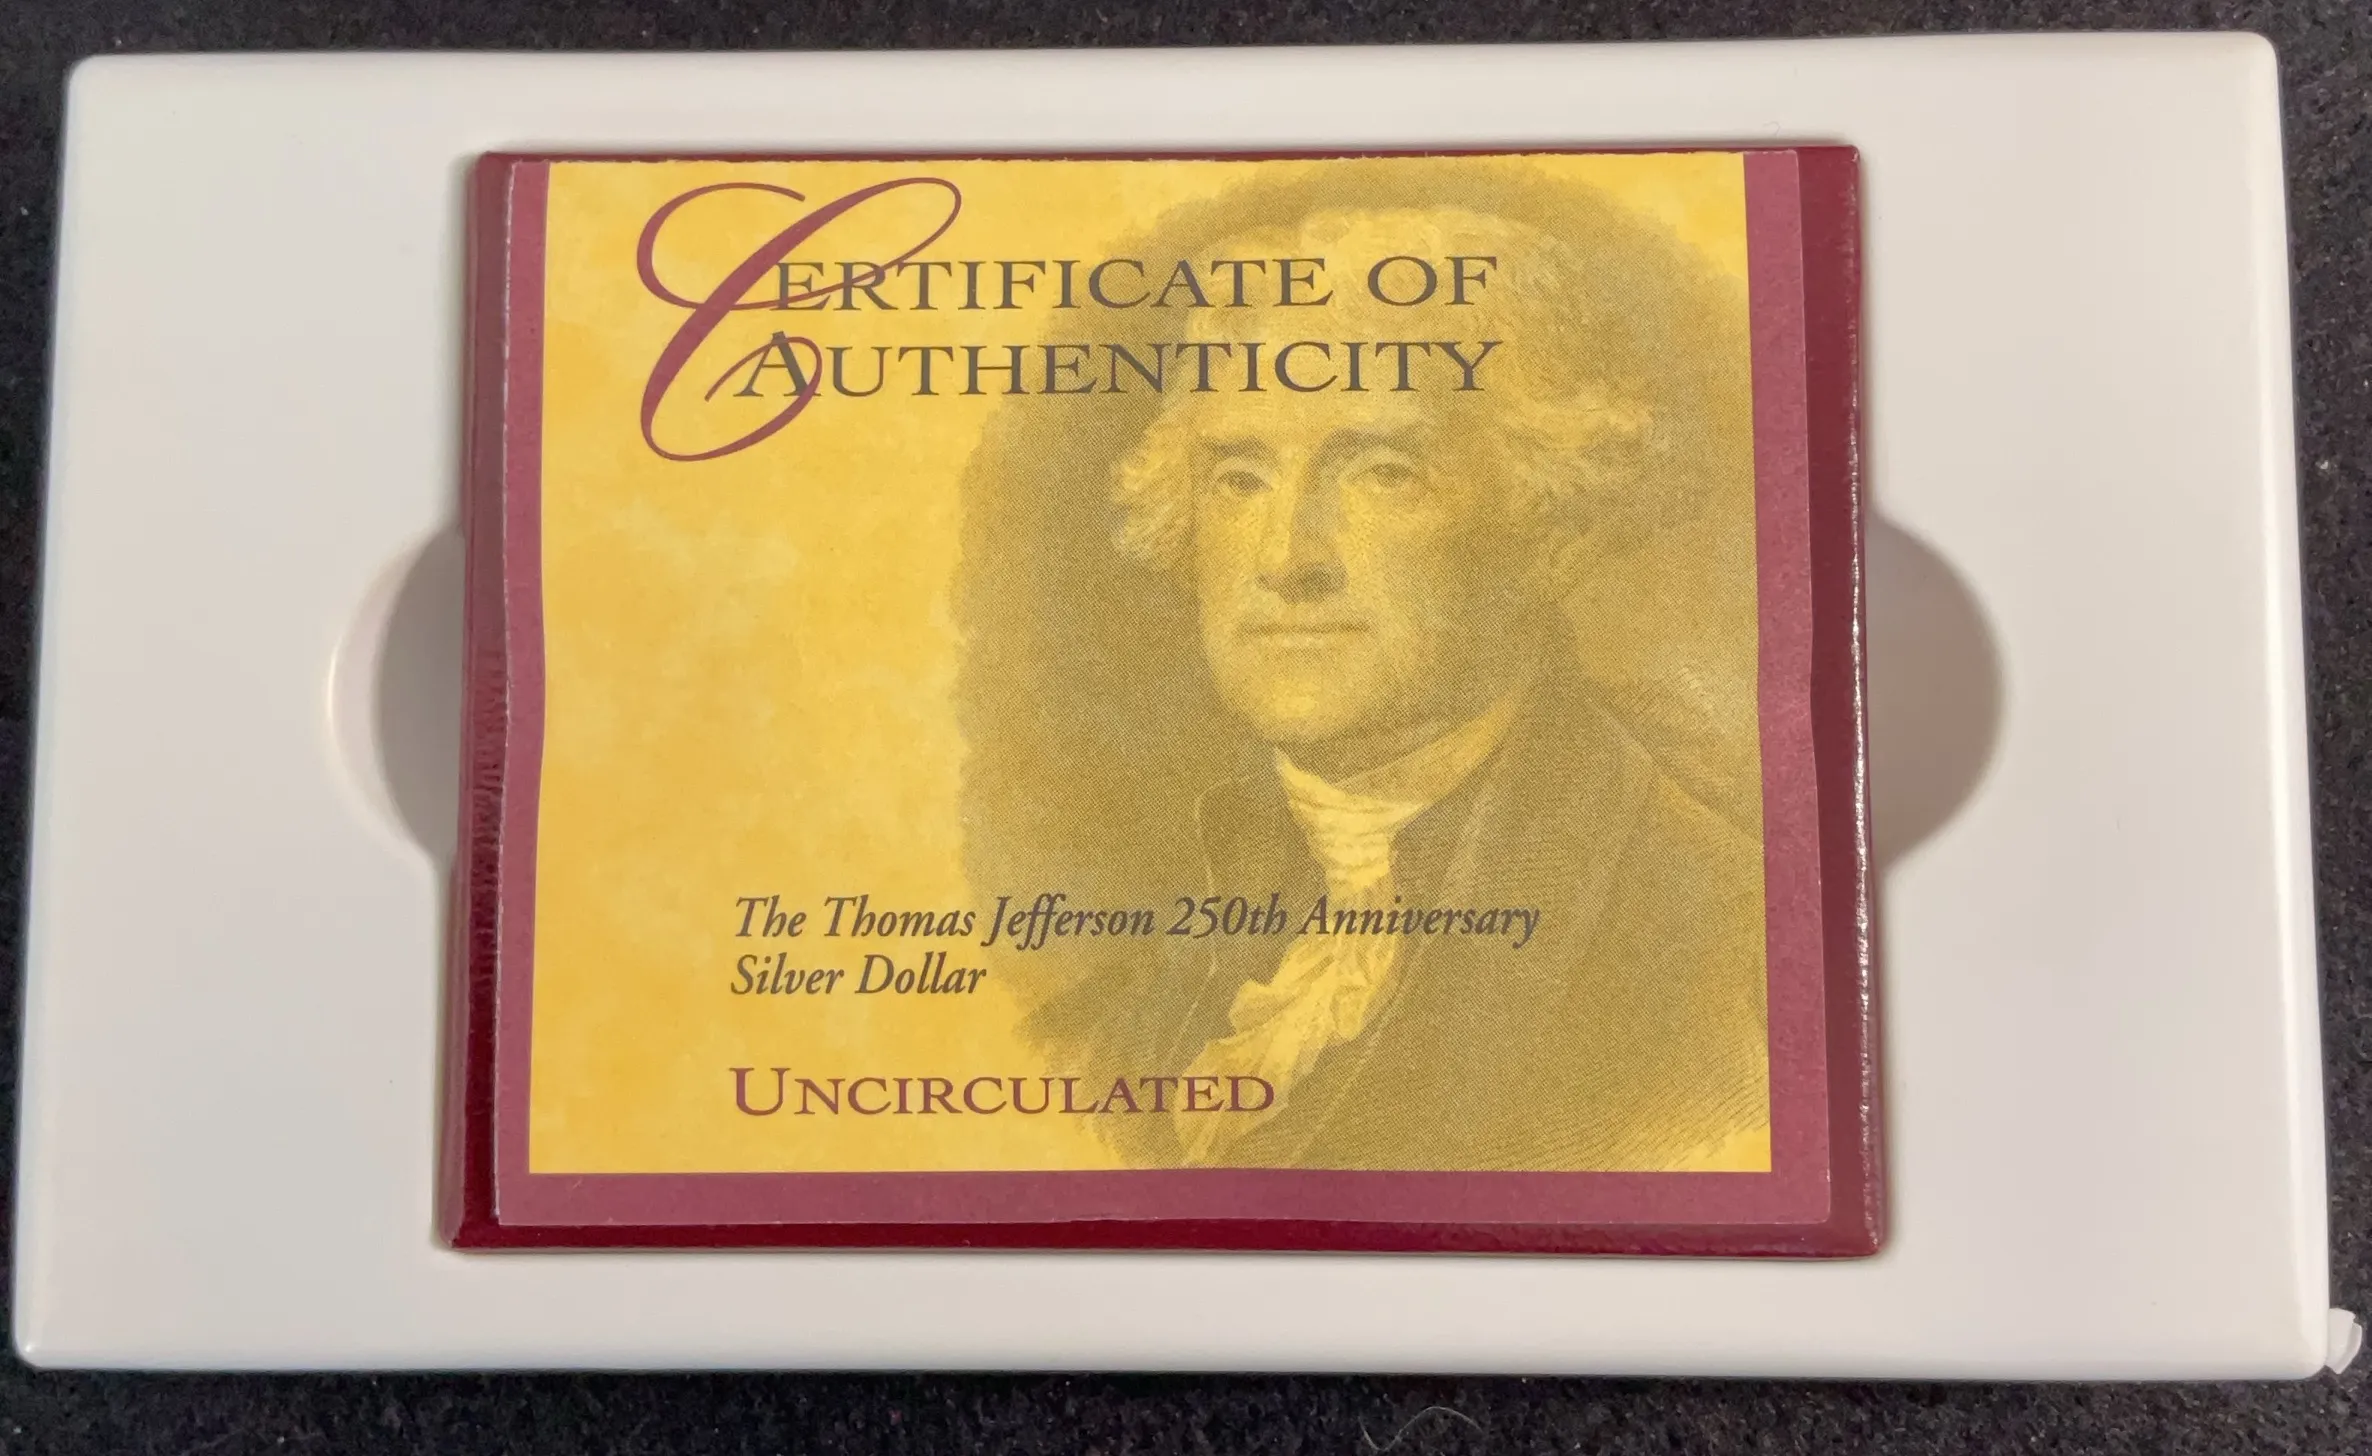 CERTIFICATE OF
AUTHENTICITY
The Thomas Jefferson 250th Anniversary
Silver Dollar
UNCIRCULATED